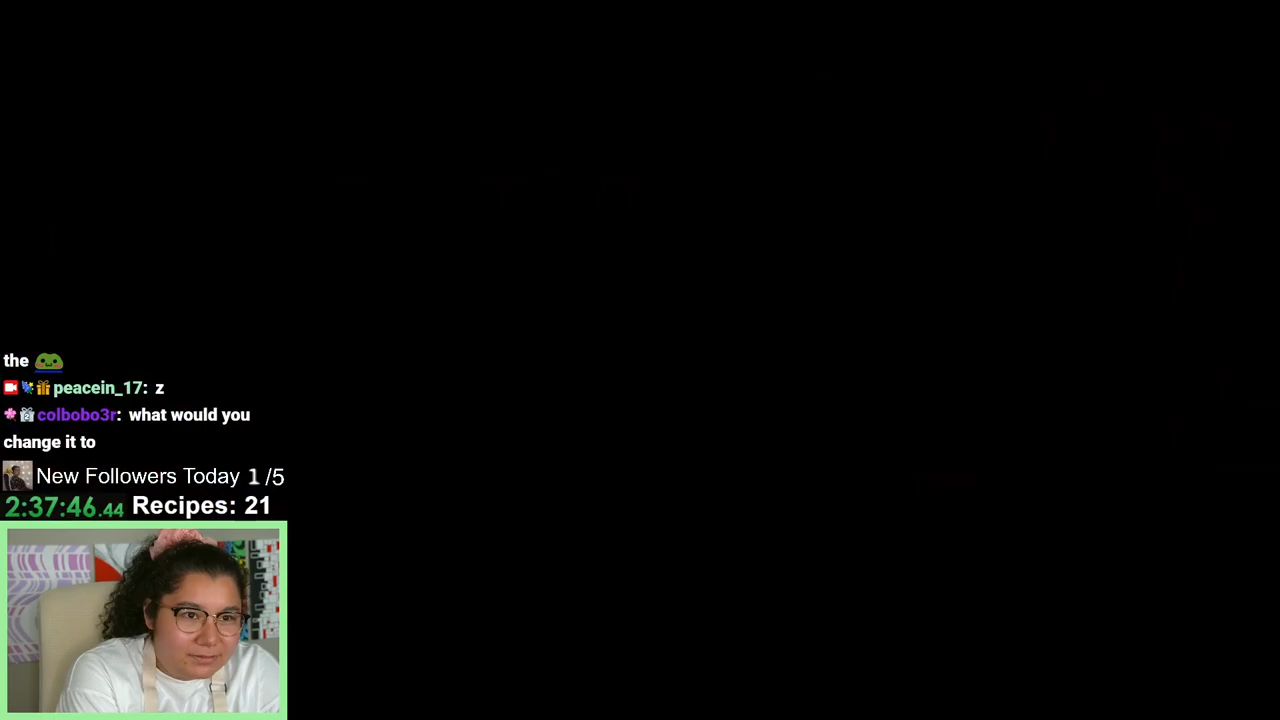 the
peacein_17: z
colbobo3r: what would you
change it to
New Followers Today 1 /5
2:37:46.44 Recipes: 21